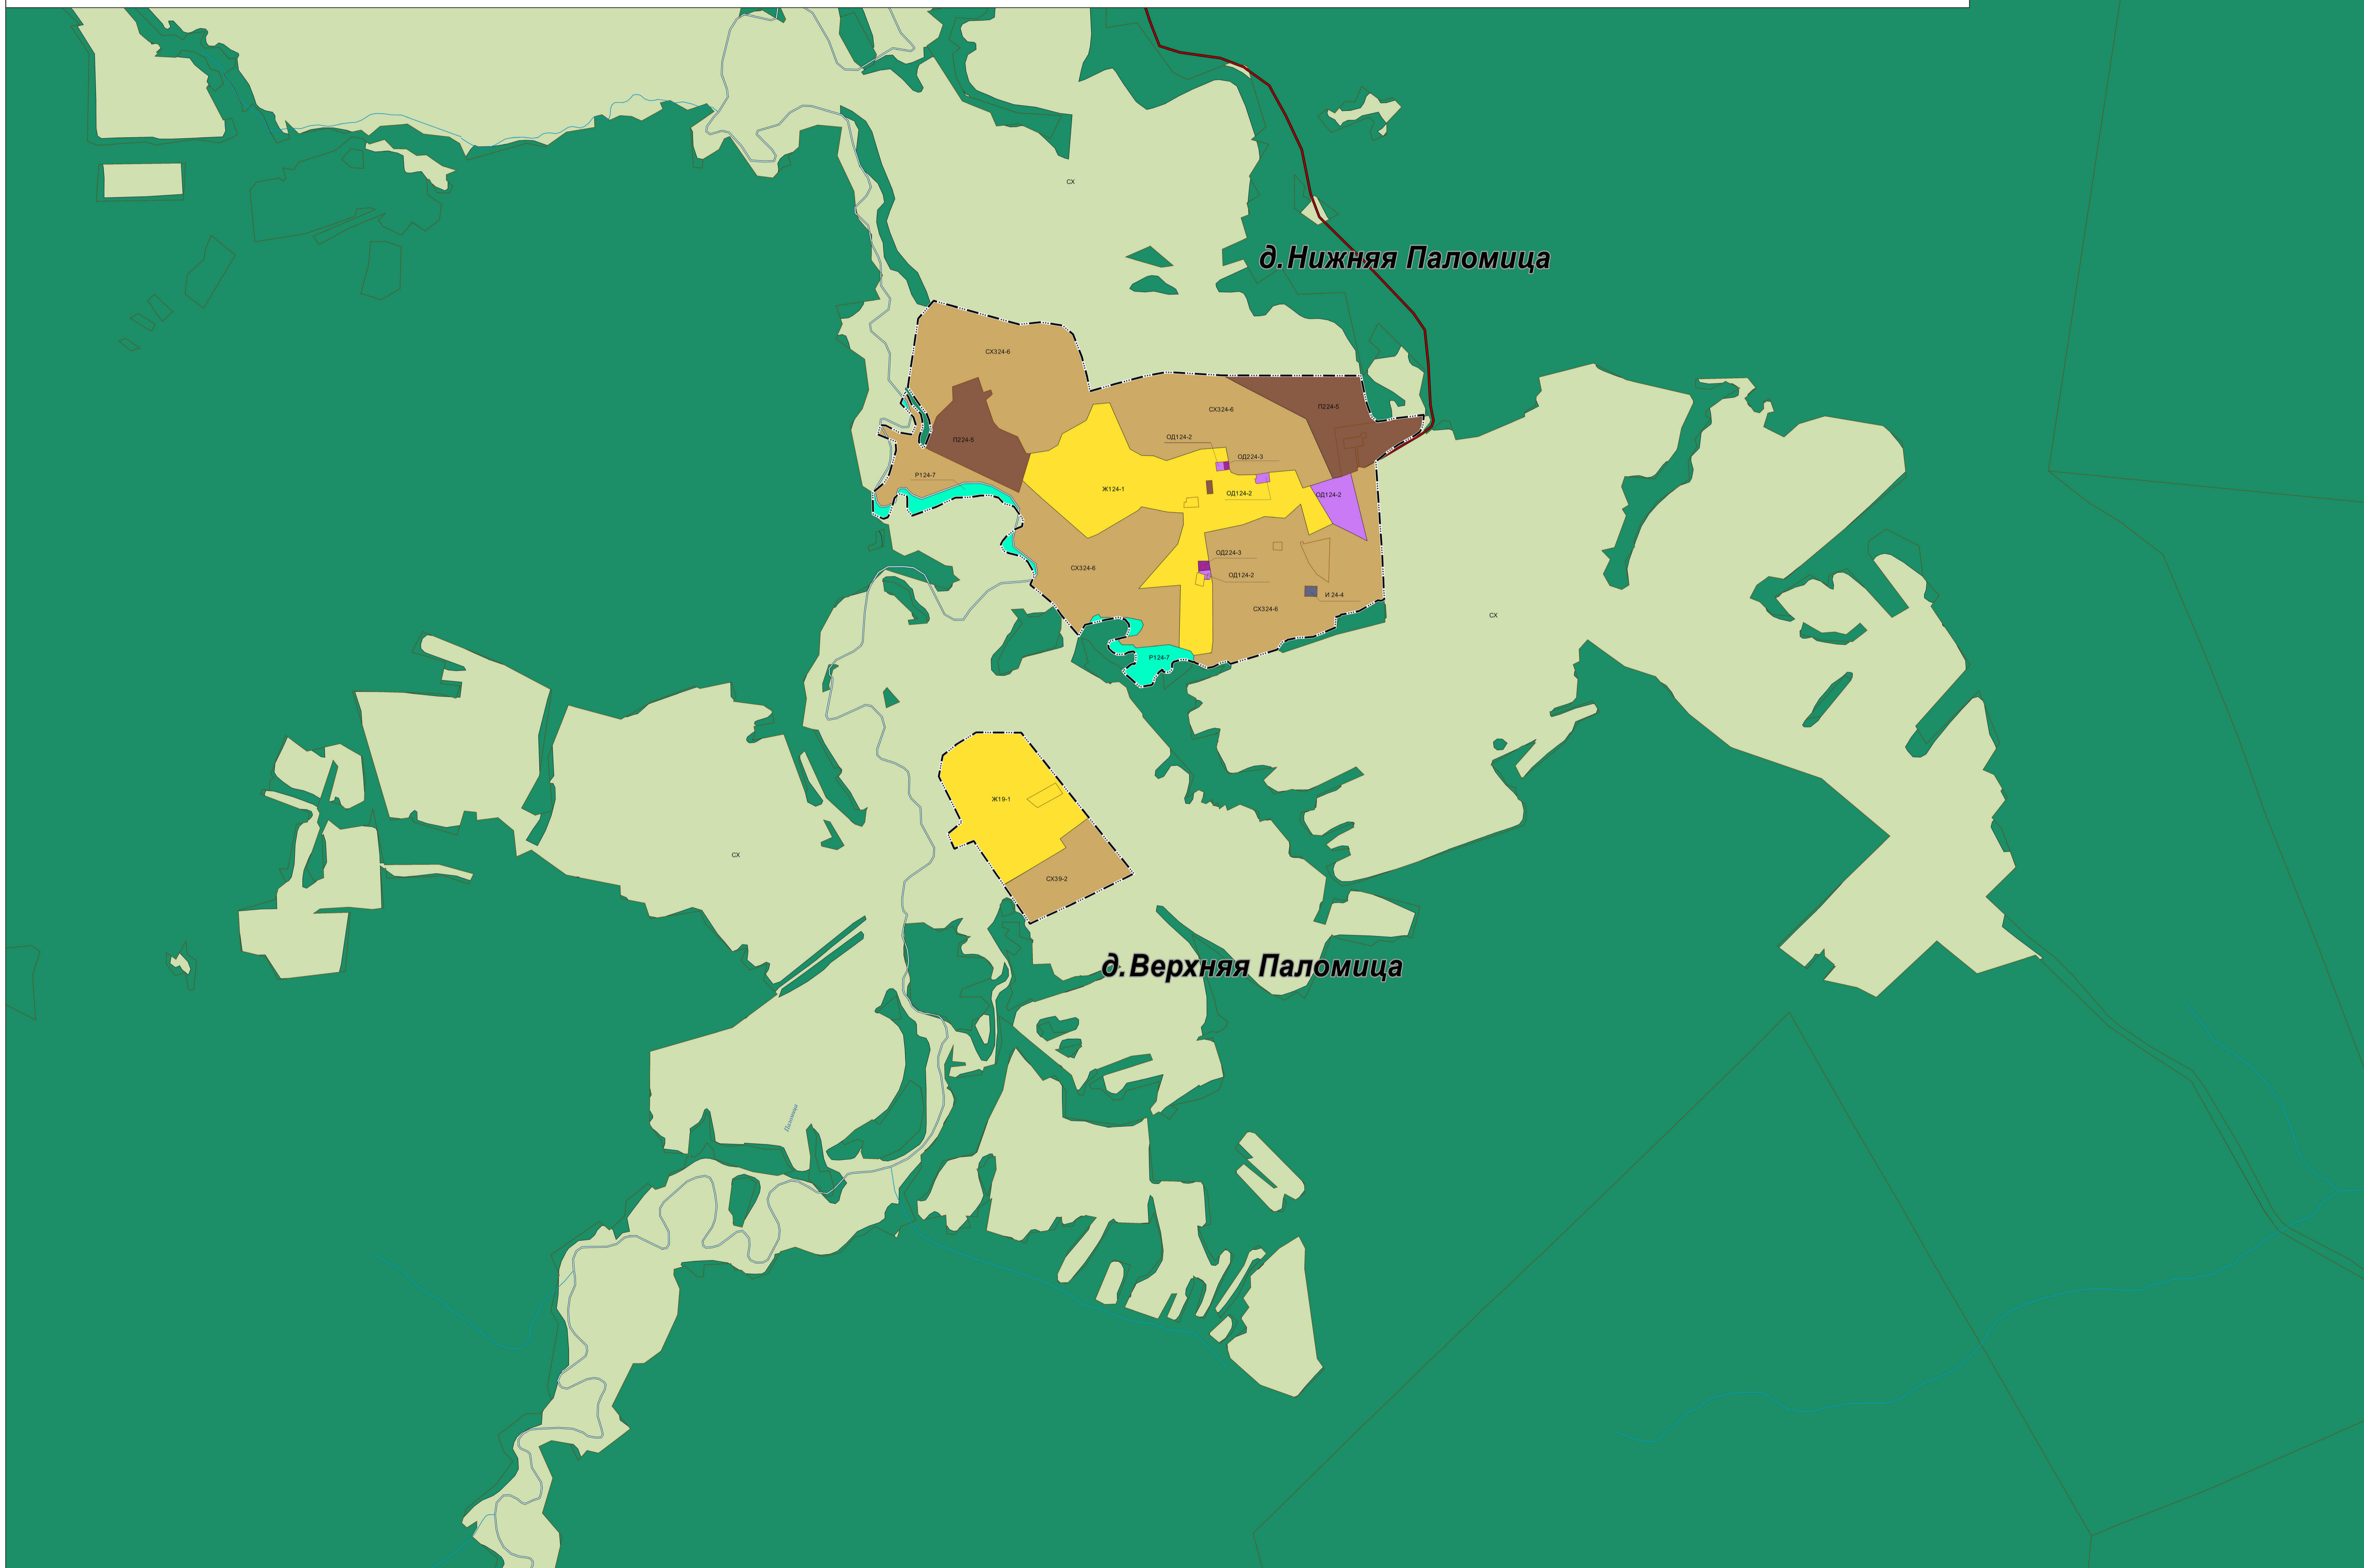 СХ
д.Нижняя Паломица
СХ324-6
СХ324-6
П224-5
ОД124-2
П224-5
ОД224-3
Р124-7
Ж124-1
ОД124-2
ОД124-2
ОД224-3
СХ324-6
ОД124-2
И 24-4
СХ324-6
СХ
Р124-7
Ж19-1
СХ
СХ39-2
д.Верхняя Паломица
Паломица